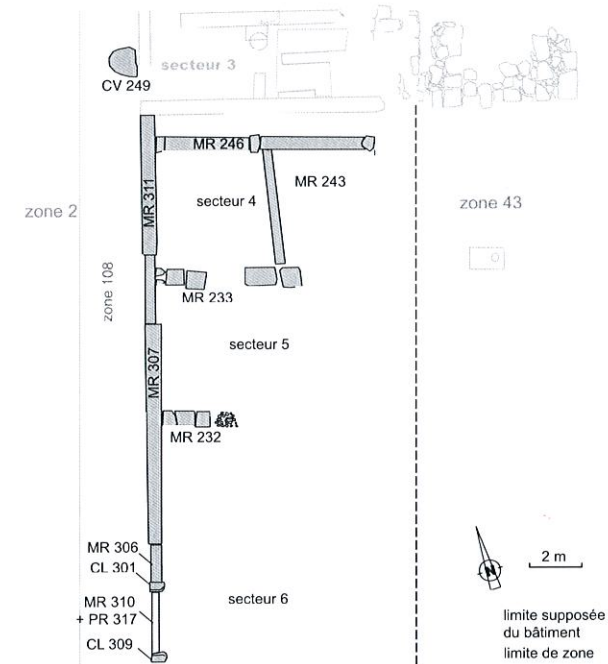 secteur 3
CV 249
MR 246
MR 243
MR 311
secteur 4
zone 2
zone 43
zone 108
MR 233
secteur 5
MR 307
MR 232
MR 306
CL 301
MR 310
+ PR 317
CL 309
secteur 6
N
2 m
limite supposée
du bâtiment
limite de zone